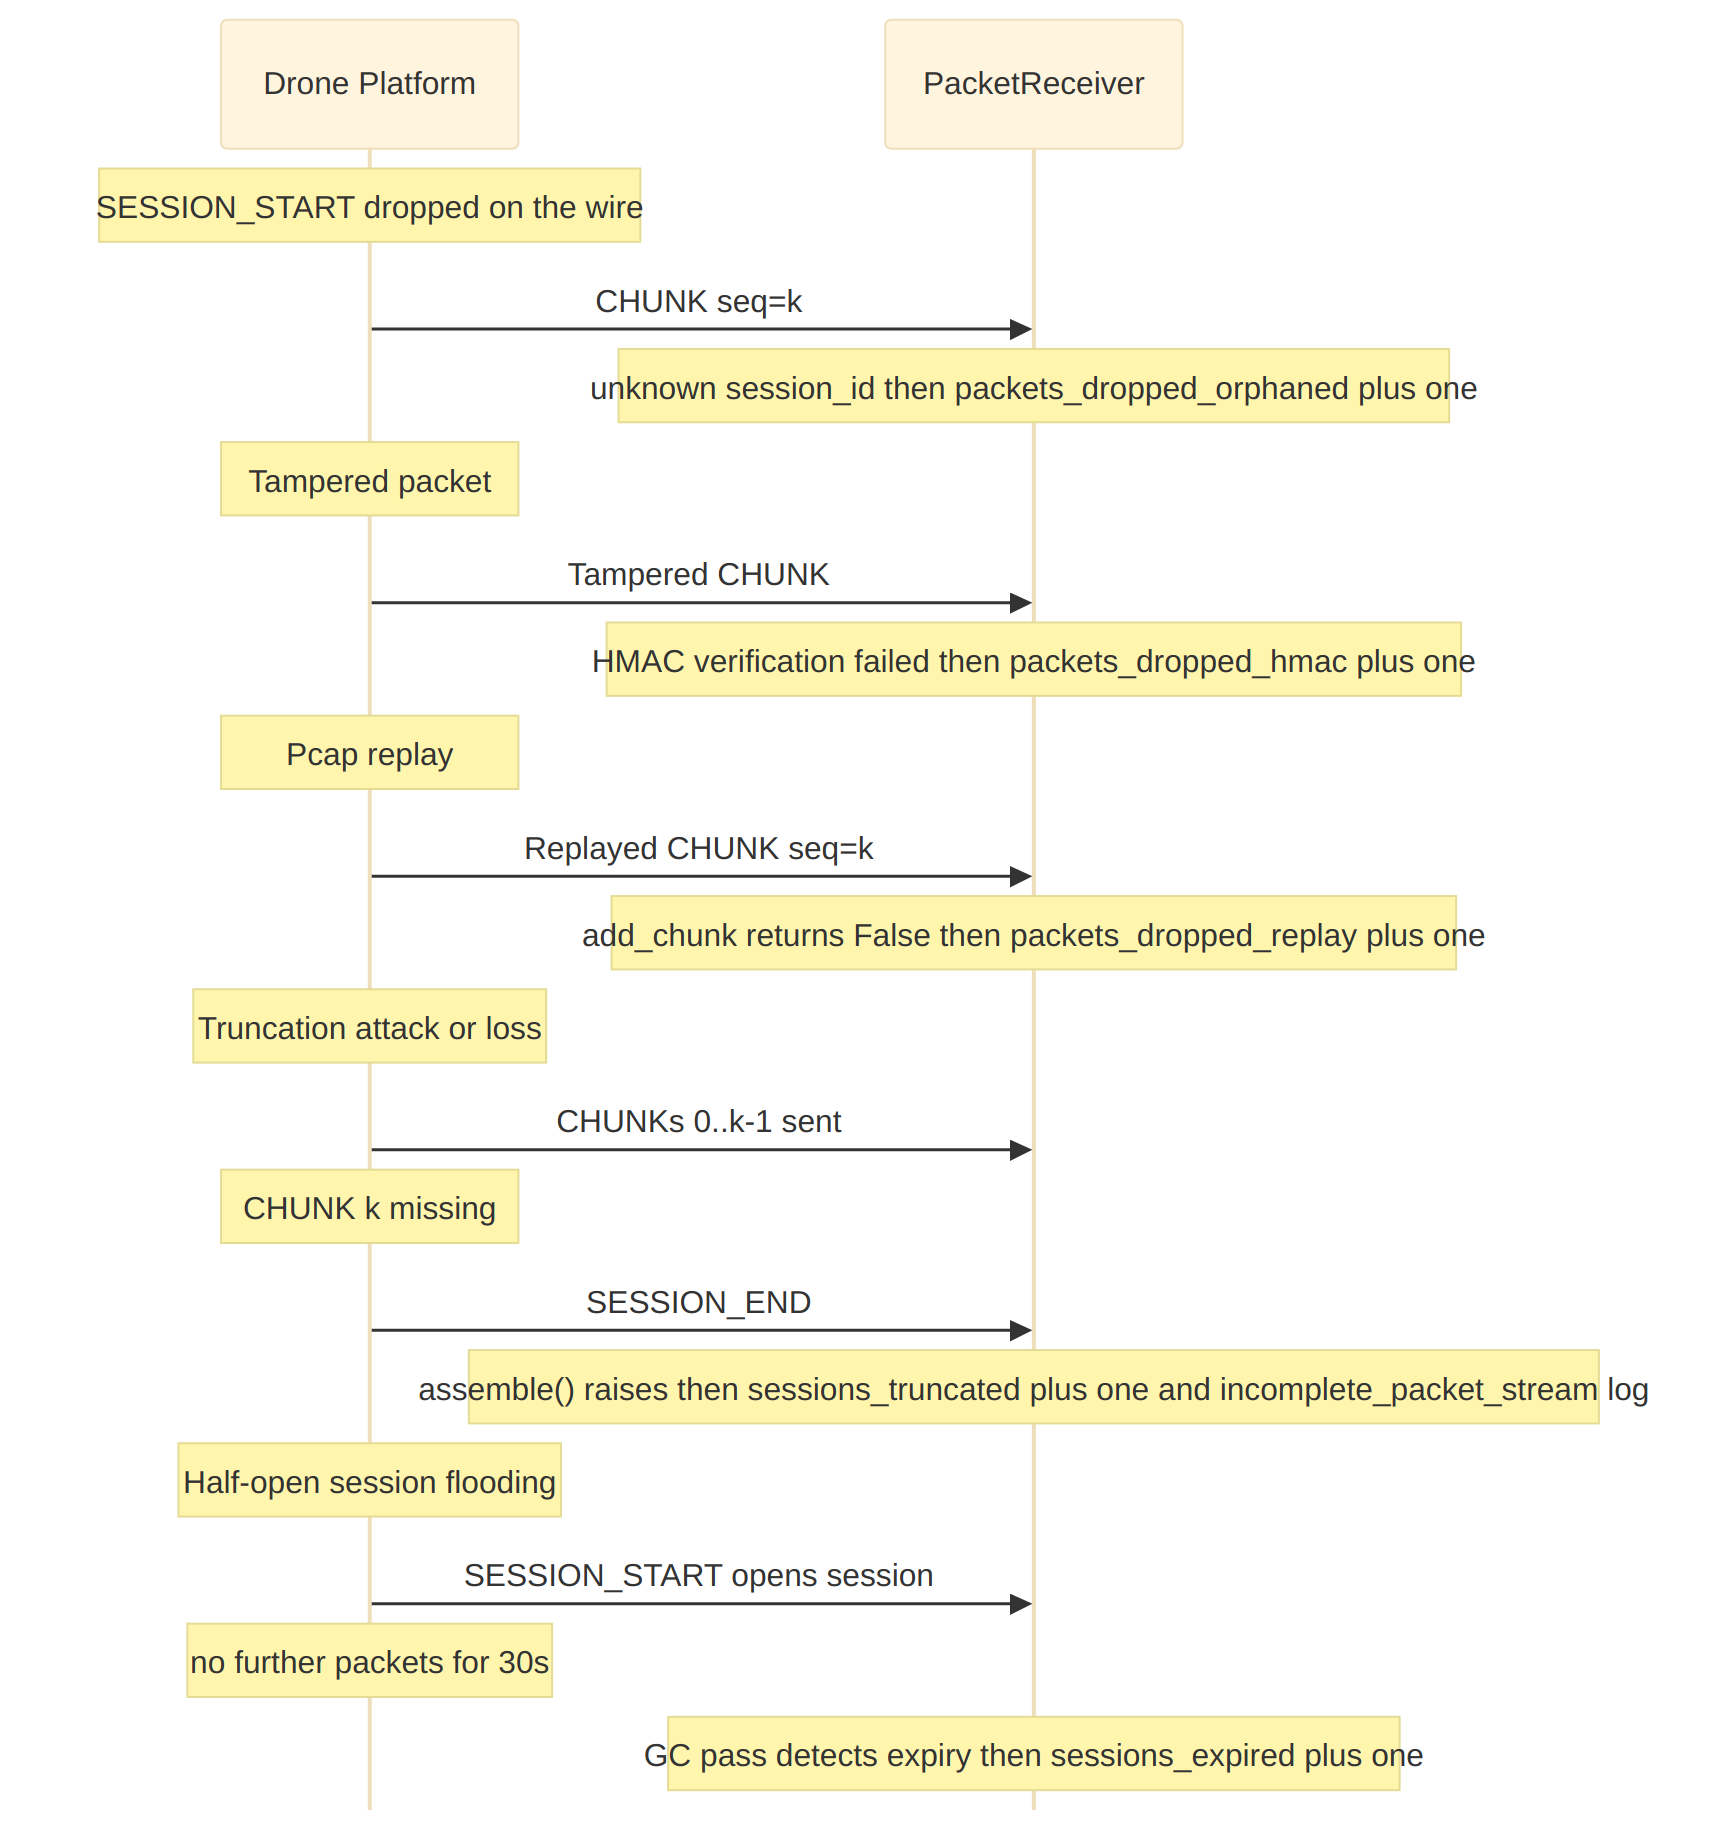 Drone Platform
PacketReceiver
SESSION_START dropped on the wire
CHUNK seq=k
unknown session_id then packets_dropped_orphaned plus one
Tampered packet
Tampered CHUNK
HMAC verification failed then packets_dropped_hmac plus one
Pcap replay
Replayed CHUNK seq=k
add_chunk returns False then packets_dropped_replay plus one
Truncation attack or loss
CHUNKs 0..k-1 sent
CHUNK k missing
SESSION_END
assemble() raises then sessions_truncated plus one and incomplete_packet_stream log
Half-open session flooding
SESSION_START opens session
no further packets for 30s
GC pass detects expiry then sessions_expired plus one